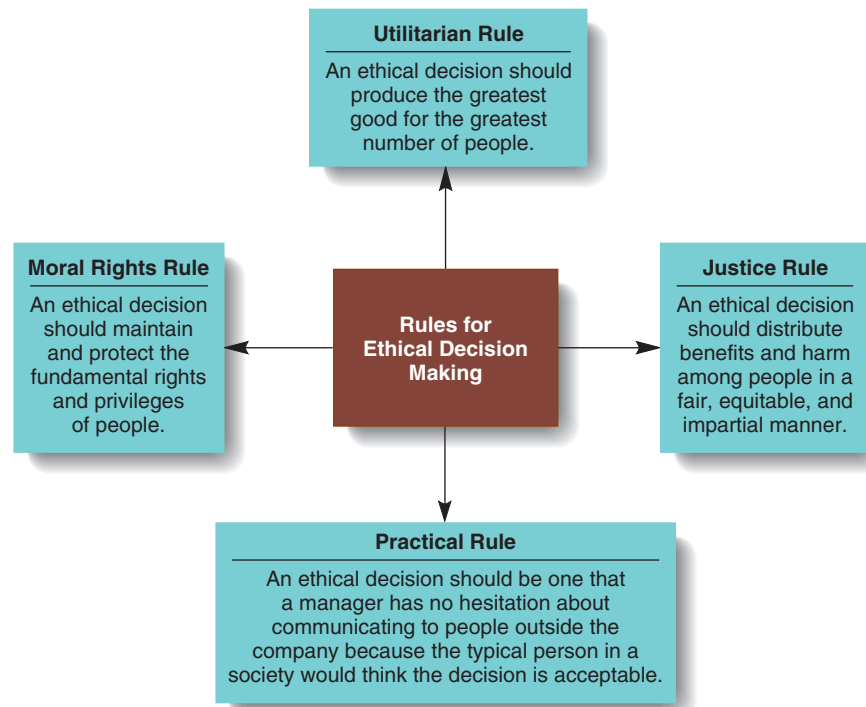 Utilitarian Rule
An ethical decision should
produce the greatest
good for the greatest
number of people.
Moral Rights Rule
An ethical decision
should maintain
and protect the
fundamental rights
and privileges
of people.
Rules for
Ethical Decision
Making
Justice Rule
An ethical decision
should distribute
benefits and harm
among people in a
fair, equitable, and
impartial manner.
Practical Rule
An ethical decision should be one that
a manager has no hesitation about
communicating to people outside the
company because the typical person in a
society would think the decision is acceptable.